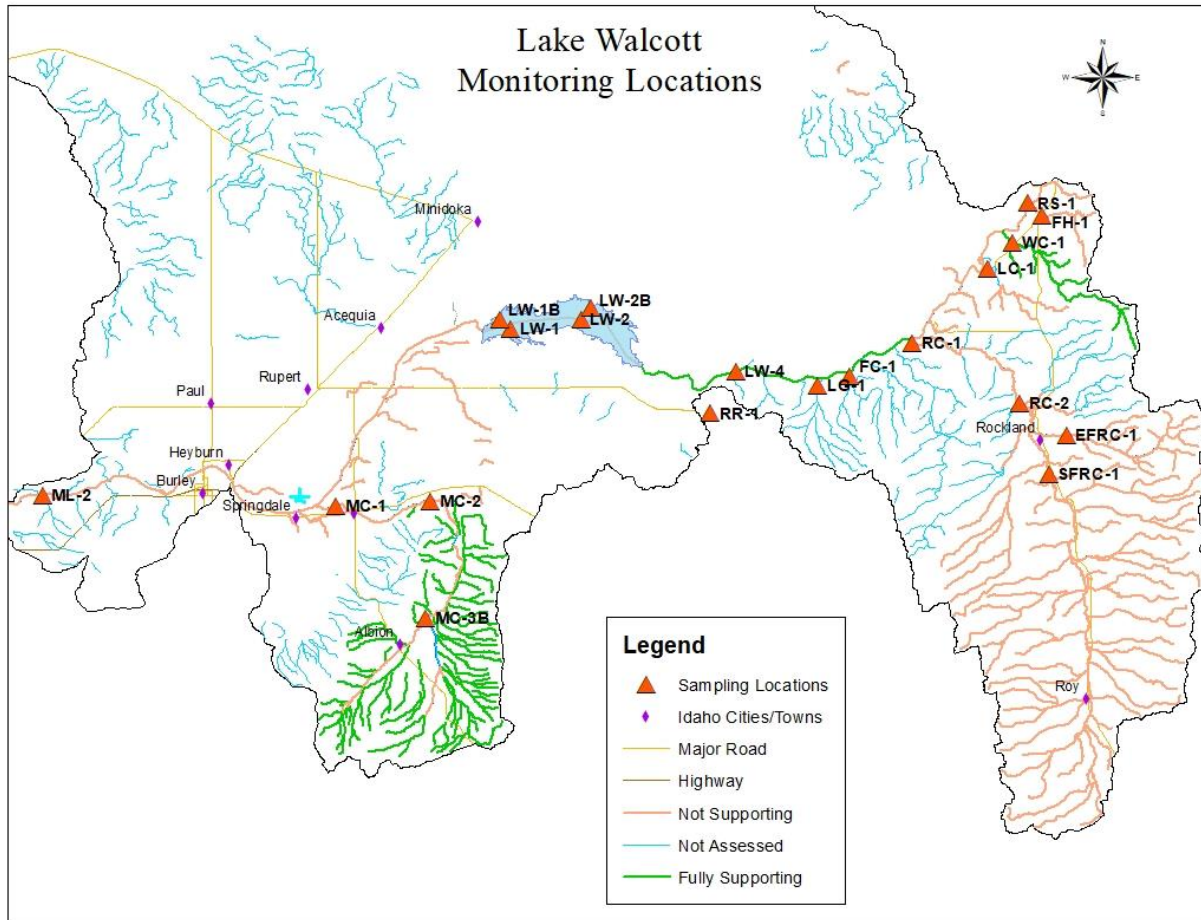 Lake Walcott
Monitoring Locations
N
W
E
S
Minidoka
RS-1
FH-1
WC-1
LC-1
LW-1B
LW-2B
LW-1
LW-2
Acequia
RC-1
LW-4
FC-1
LG-1
Paul
Rupert
RR-1
RC-2
Rockland
EFRC-1
Heyburn
SFRC-1
Burley
ML-2
Springdale
MC-1
MC-2
MC-3B
Albion
Roy
Legend
Sampling Locations
Idaho Cities/Towns
Major Road
Highway
Not Supporting
Not Assessed
Fully Supporting